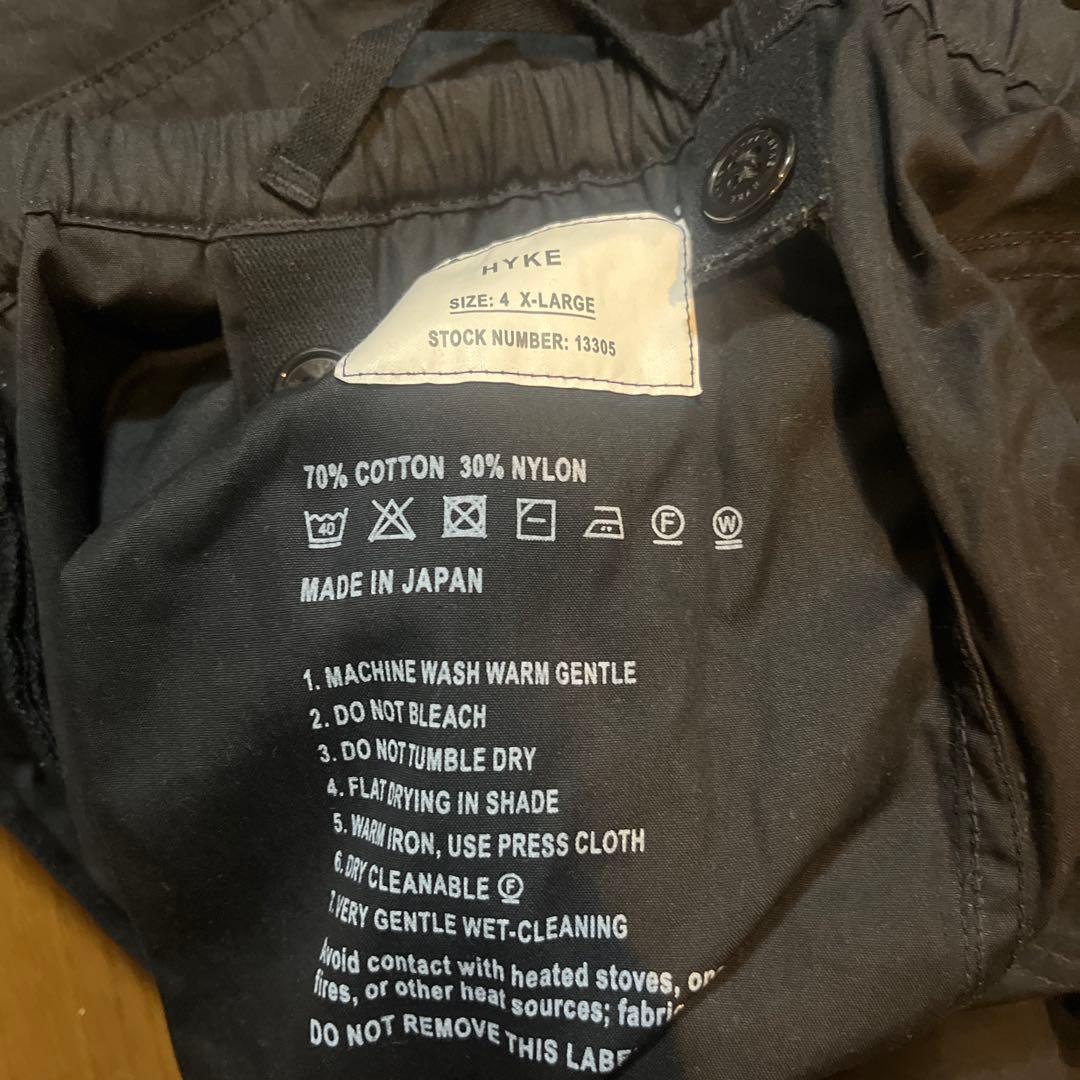 HYKE
SIZE: 4 X-LARGE
STOCK NUMBER: 13305
70% COTTON 30% NYLON
40 F W
MADE IN JAPAN
1. MACHINE WASH WARM GENTLE
2. DO NOT BLEACH
3. DO NOT TUMBLE DRY
4. FLAT DRYING IN SHADE
5. WARM IRON, USE PRESS CLOTH
6. DRY CLEANABLE F
7. VERY GENTLE WET-CLEANING
Avoid contact with heated stoves,
fires, or other heat sources;
DO NOT REMOVE THIS